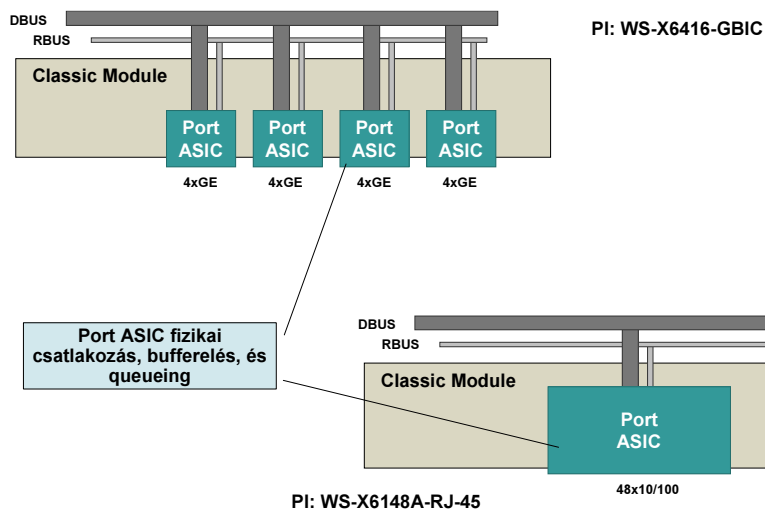 DBUS
RBUS
PI: WS-X6416-GBIC
Classic Module
Port
ASIC
Port
ASIC
Port
ASIC
Port
ASIC
4xGE
4xGE
4xGE
4xGE
Port ASIC fizikai
csatlakozás, bufferelés, és
queueing
DBUS
RBUS
Classic Module
Port
ASIC
48x10/100
PI: WS-X6148A-RJ-45